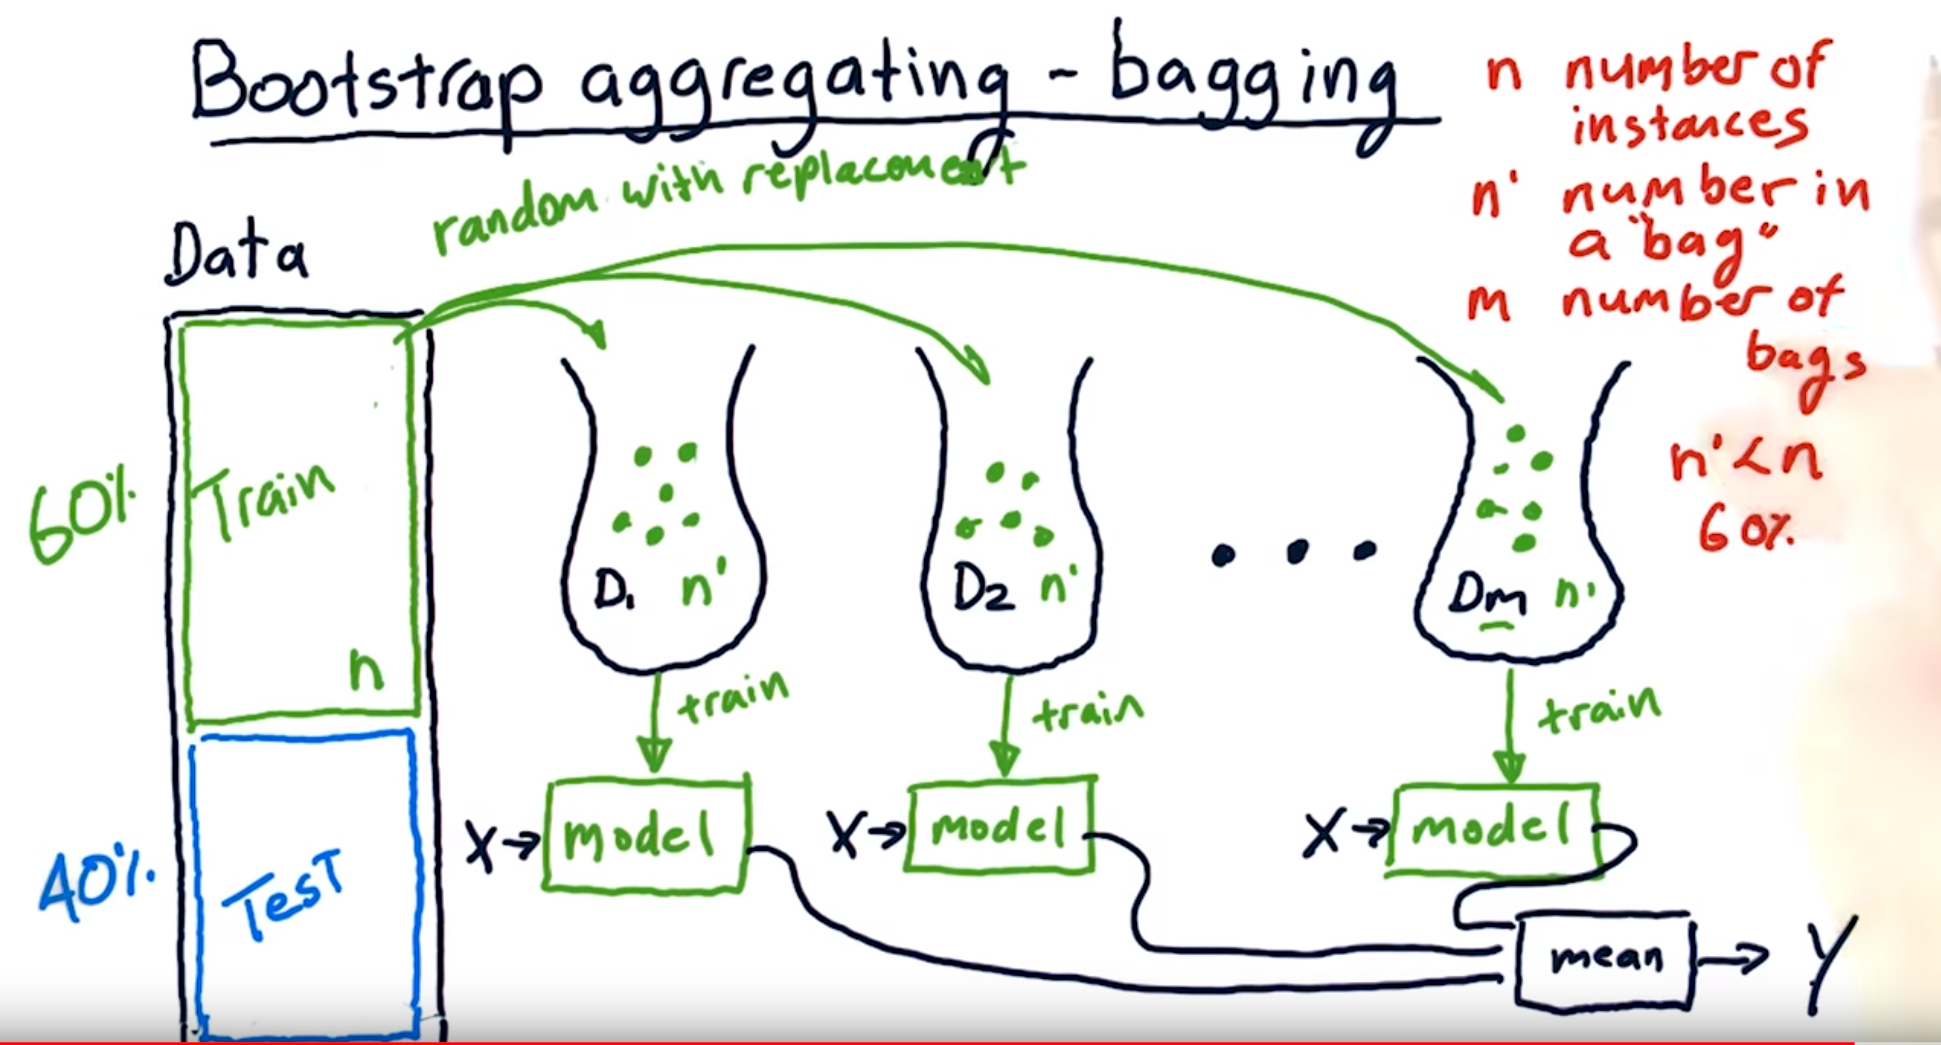 Bootstrap aggregating - bagging
random with replacement
n number of
instances
n' number in
a "bag"
m number of
bags
n' < n
60%
Data
60%
Train
n
40%
Test
D1 n'
D2 n'
• • •
Dm n'
train
train
train
X→ model
X→ model
X→ model
mean → Y